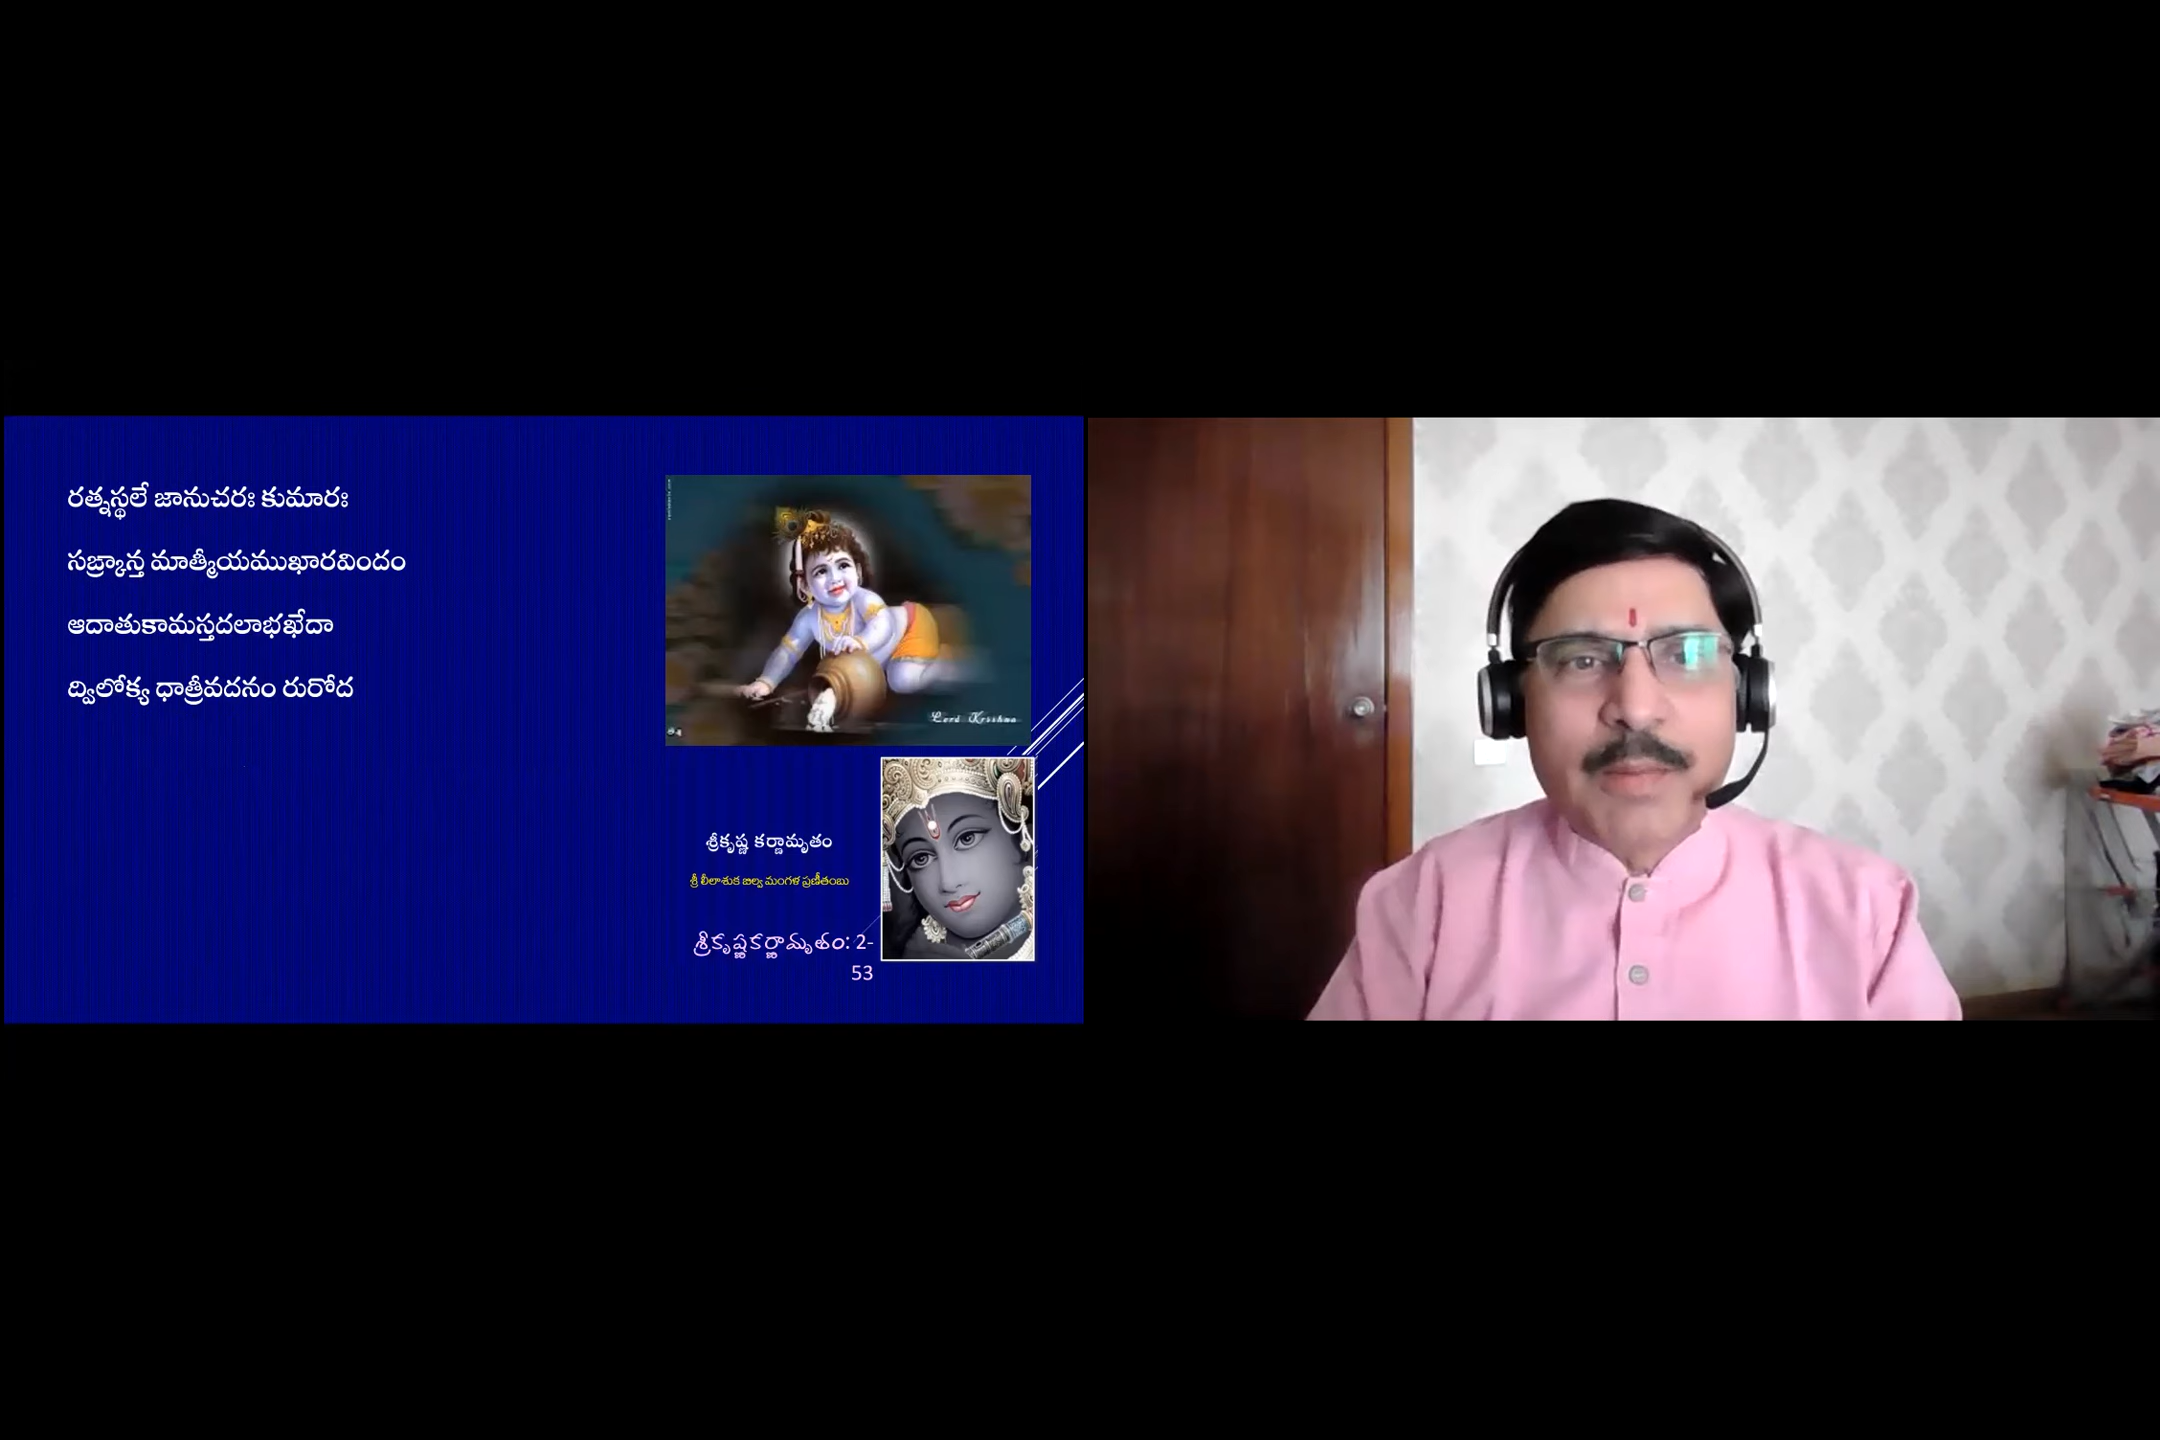 రత్నస్థలే జానుచరః కుమారః
సఙ్క్రాన్త మాత్మీయముఖారవిందం
ఆదాతుకామస్తదలాభఖేదా
ద్విలోక్య ధాత్రీవదనం రురోద
Lord Krishna
శ్రీకృష్ణ కర్ణామృతం
శ్రీ లీలాశుక బిల్వ మంగళ ప్రణీతంబు
శ్రీకృష్ణకర్ణామృతం: 2-
53